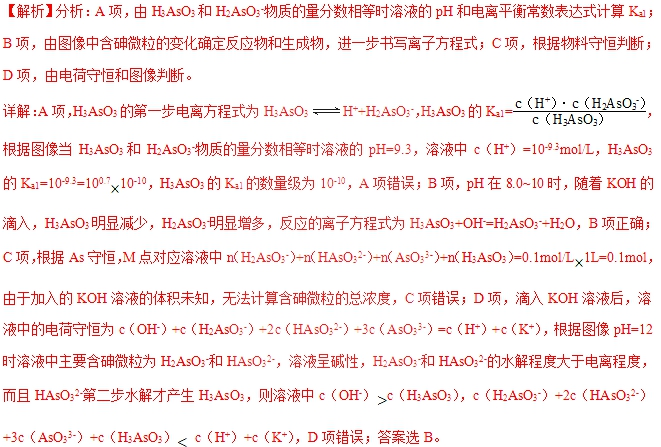 【解析】分析：A 项，由 H₃AsO₃ 和 H₂AsO₃⁻物质的量分数相等时溶液的 pH 和电离平衡常数表达式计算 Ka₁；
B 项，由图像中含砷微粒的变化确定反应物和生成物，进一步书写离子方程式；C 项，根据物料守恒判断；
D 项，由电荷守恒和图像判断。
详解：A 项，H₃AsO₃ 的第一步电离方程式为 H₃AsO₃⇌H⁺+H₂AsO₃⁻，H₃AsO₃ 的 Ka1=c（H⁺）·c（H₂AsO₃⁻）/c（H₃AsO₃），
根据图像当 H₃AsO₃ 和 H₂AsO₃⁻物质的量分数相等时溶液的 pH=9.3，溶液中 c（H⁺）=10⁻⁹·³mol/L，H₃AsO₃
的 Ka1=10⁻⁹·³=10⁰·⁷×10⁻¹⁰，H₃AsO₃ 的 Ka1 的数量级为 10⁻¹⁰，A 项错误；B 项，pH 在 8.0~10 时，随着 KOH 的
滴入，H₃AsO₃ 明显减少，H₂AsO₃⁻明显增多，反应的离子方程式为 H₃AsO₃+OH⁻=H₂AsO₃⁻+H₂O，B 项正确；
C 项，根据 As 守恒，M 点对应溶液中 n（H₂AsO₃⁻）+n（HAsO₃²⁻）+n（AsO₃³⁻）+n（H₃AsO₃）=0.1mol/L×1L=0.1mol，
由于加入的 KOH 溶液的体积未知，无法计算含砷微粒的总浓度，C 项错误；D 项，滴入 KOH 溶液后，溶
液中的电荷守恒为 c（OH⁻）+c（H₂AsO₃⁻）+2c（HAsO₃²⁻）+3c（AsO₃³⁻）=c（H⁺）+c（K⁺），根据图像 pH=12
时溶液中主要含砷微粒为 H₂AsO₃⁻和 HAsO₃²⁻，溶液呈碱性，H₂AsO₃⁻和 HAsO₃²⁻的水解程度大于电离程度，
而且 HAsO₃²⁻第二步水解才产生 H₃AsO₃，则溶液中 c（OH⁻）>c（H₃AsO₃），c（H₂AsO₃⁻）+2c（HAsO₃²⁻）
+3c（AsO₃³⁻）+c（H₃AsO₃）< c（H⁺）+c（K⁺），D 项错误；答案选 B。